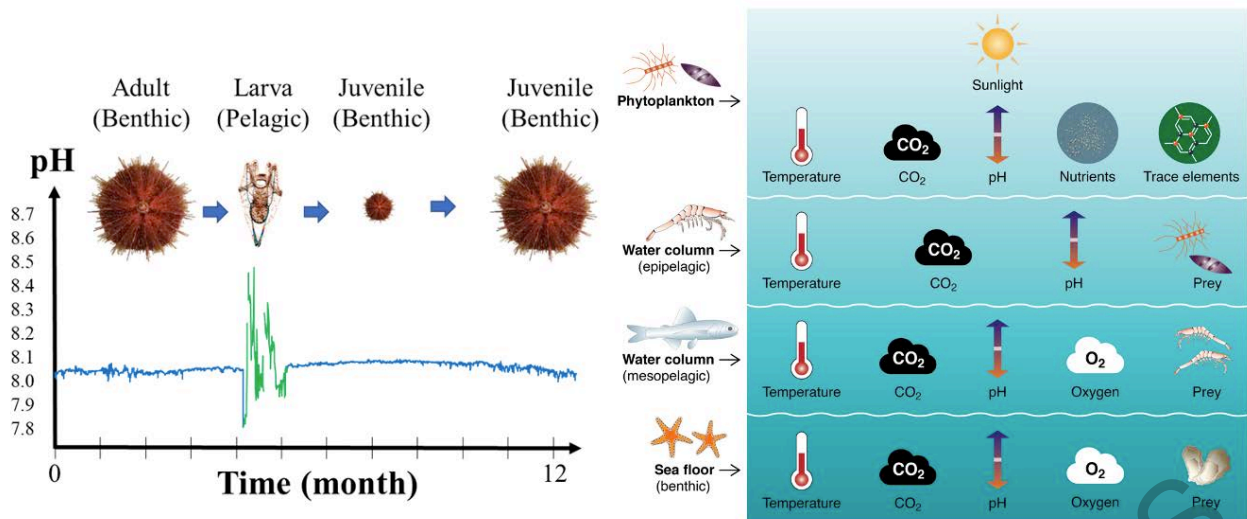 Adult
(Benthic)
Larva
(Pelagic)
Juvenile
(Benthic)
Juvenile
(Benthic)
pH
8.7
8.6
8.5
8.4
8.3
8.2
8.1
8.0
7.9
7.8
0
12
Time (month)
Phytoplankton
Sunlight
CO2
Temperature
CO2
pH
Nutrients
Trace elements
Water column
(epipelagic)
CO2
Temperature
CO2
pH
Prey
Water column
(mesopelagic)
CO2
O2
Temperature
CO2
pH
Oxygen
Prey
Sea floor
(benthic)
CO2
O2
Temperature
CO2
pH
Oxygen
Prey